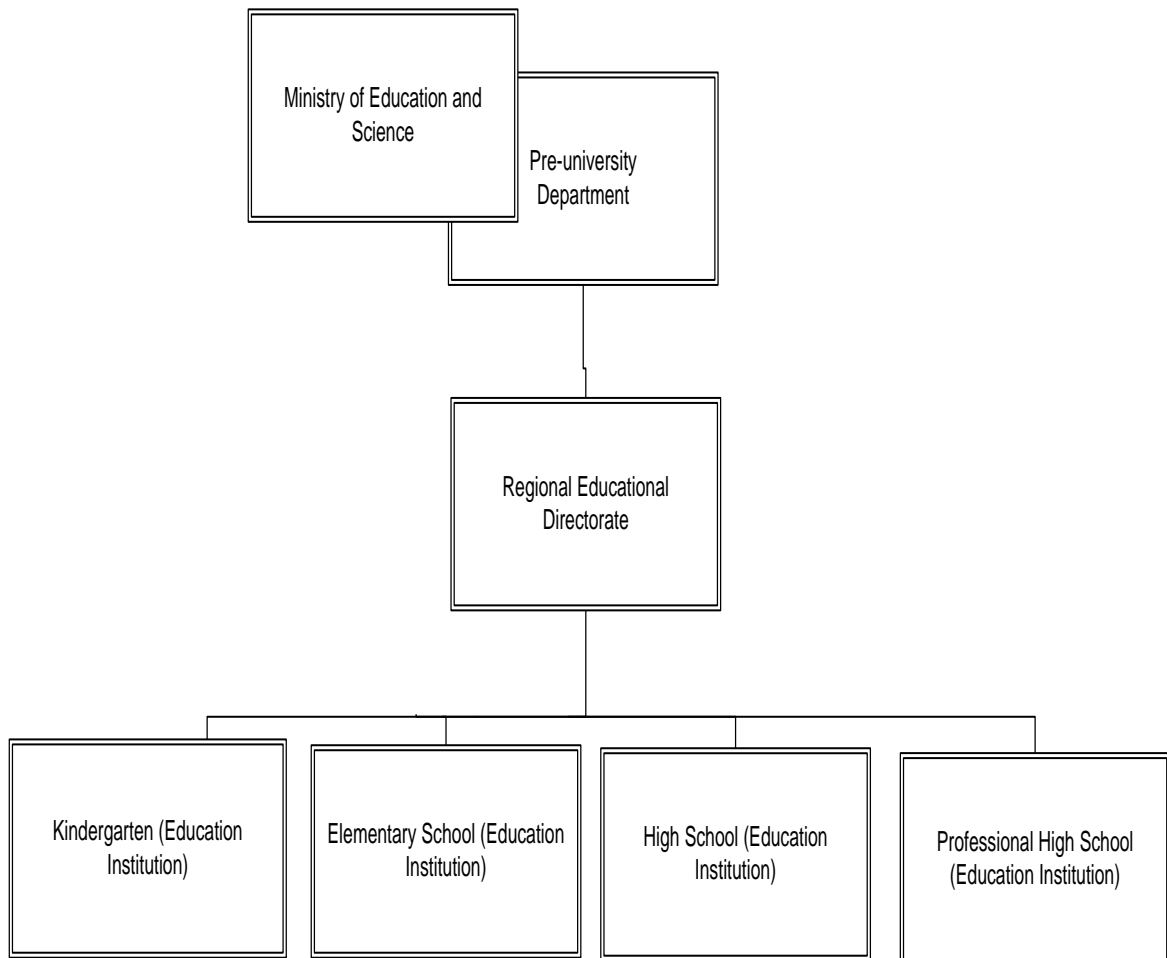 Ministry of Education and
Science
Pre-university
Department
Regional Educational
Directorate
Kindergarten (Education
Institution)
Elementary School (Education
Institution)
High School (Education
Institution)
Professional High School
(Education Institution)